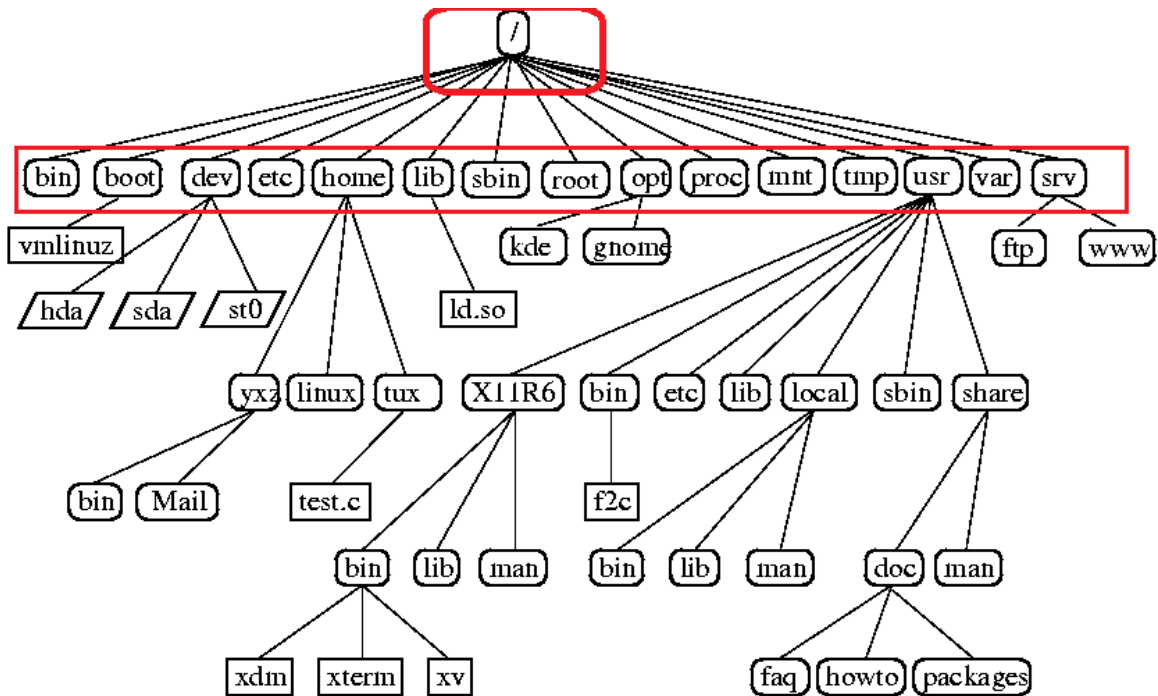 /
bin boot dev etc home lib sbin root opt proc mnt tmp usr var srv
vmlinuz kde gnome ftp www
hda sda st0 ld.so
yxz linux tux X11R6 bin etc lib local sbin share
bin Mail test.c f2c
bin lib man bin lib man doc man
xdm xterm xv faq howto packages